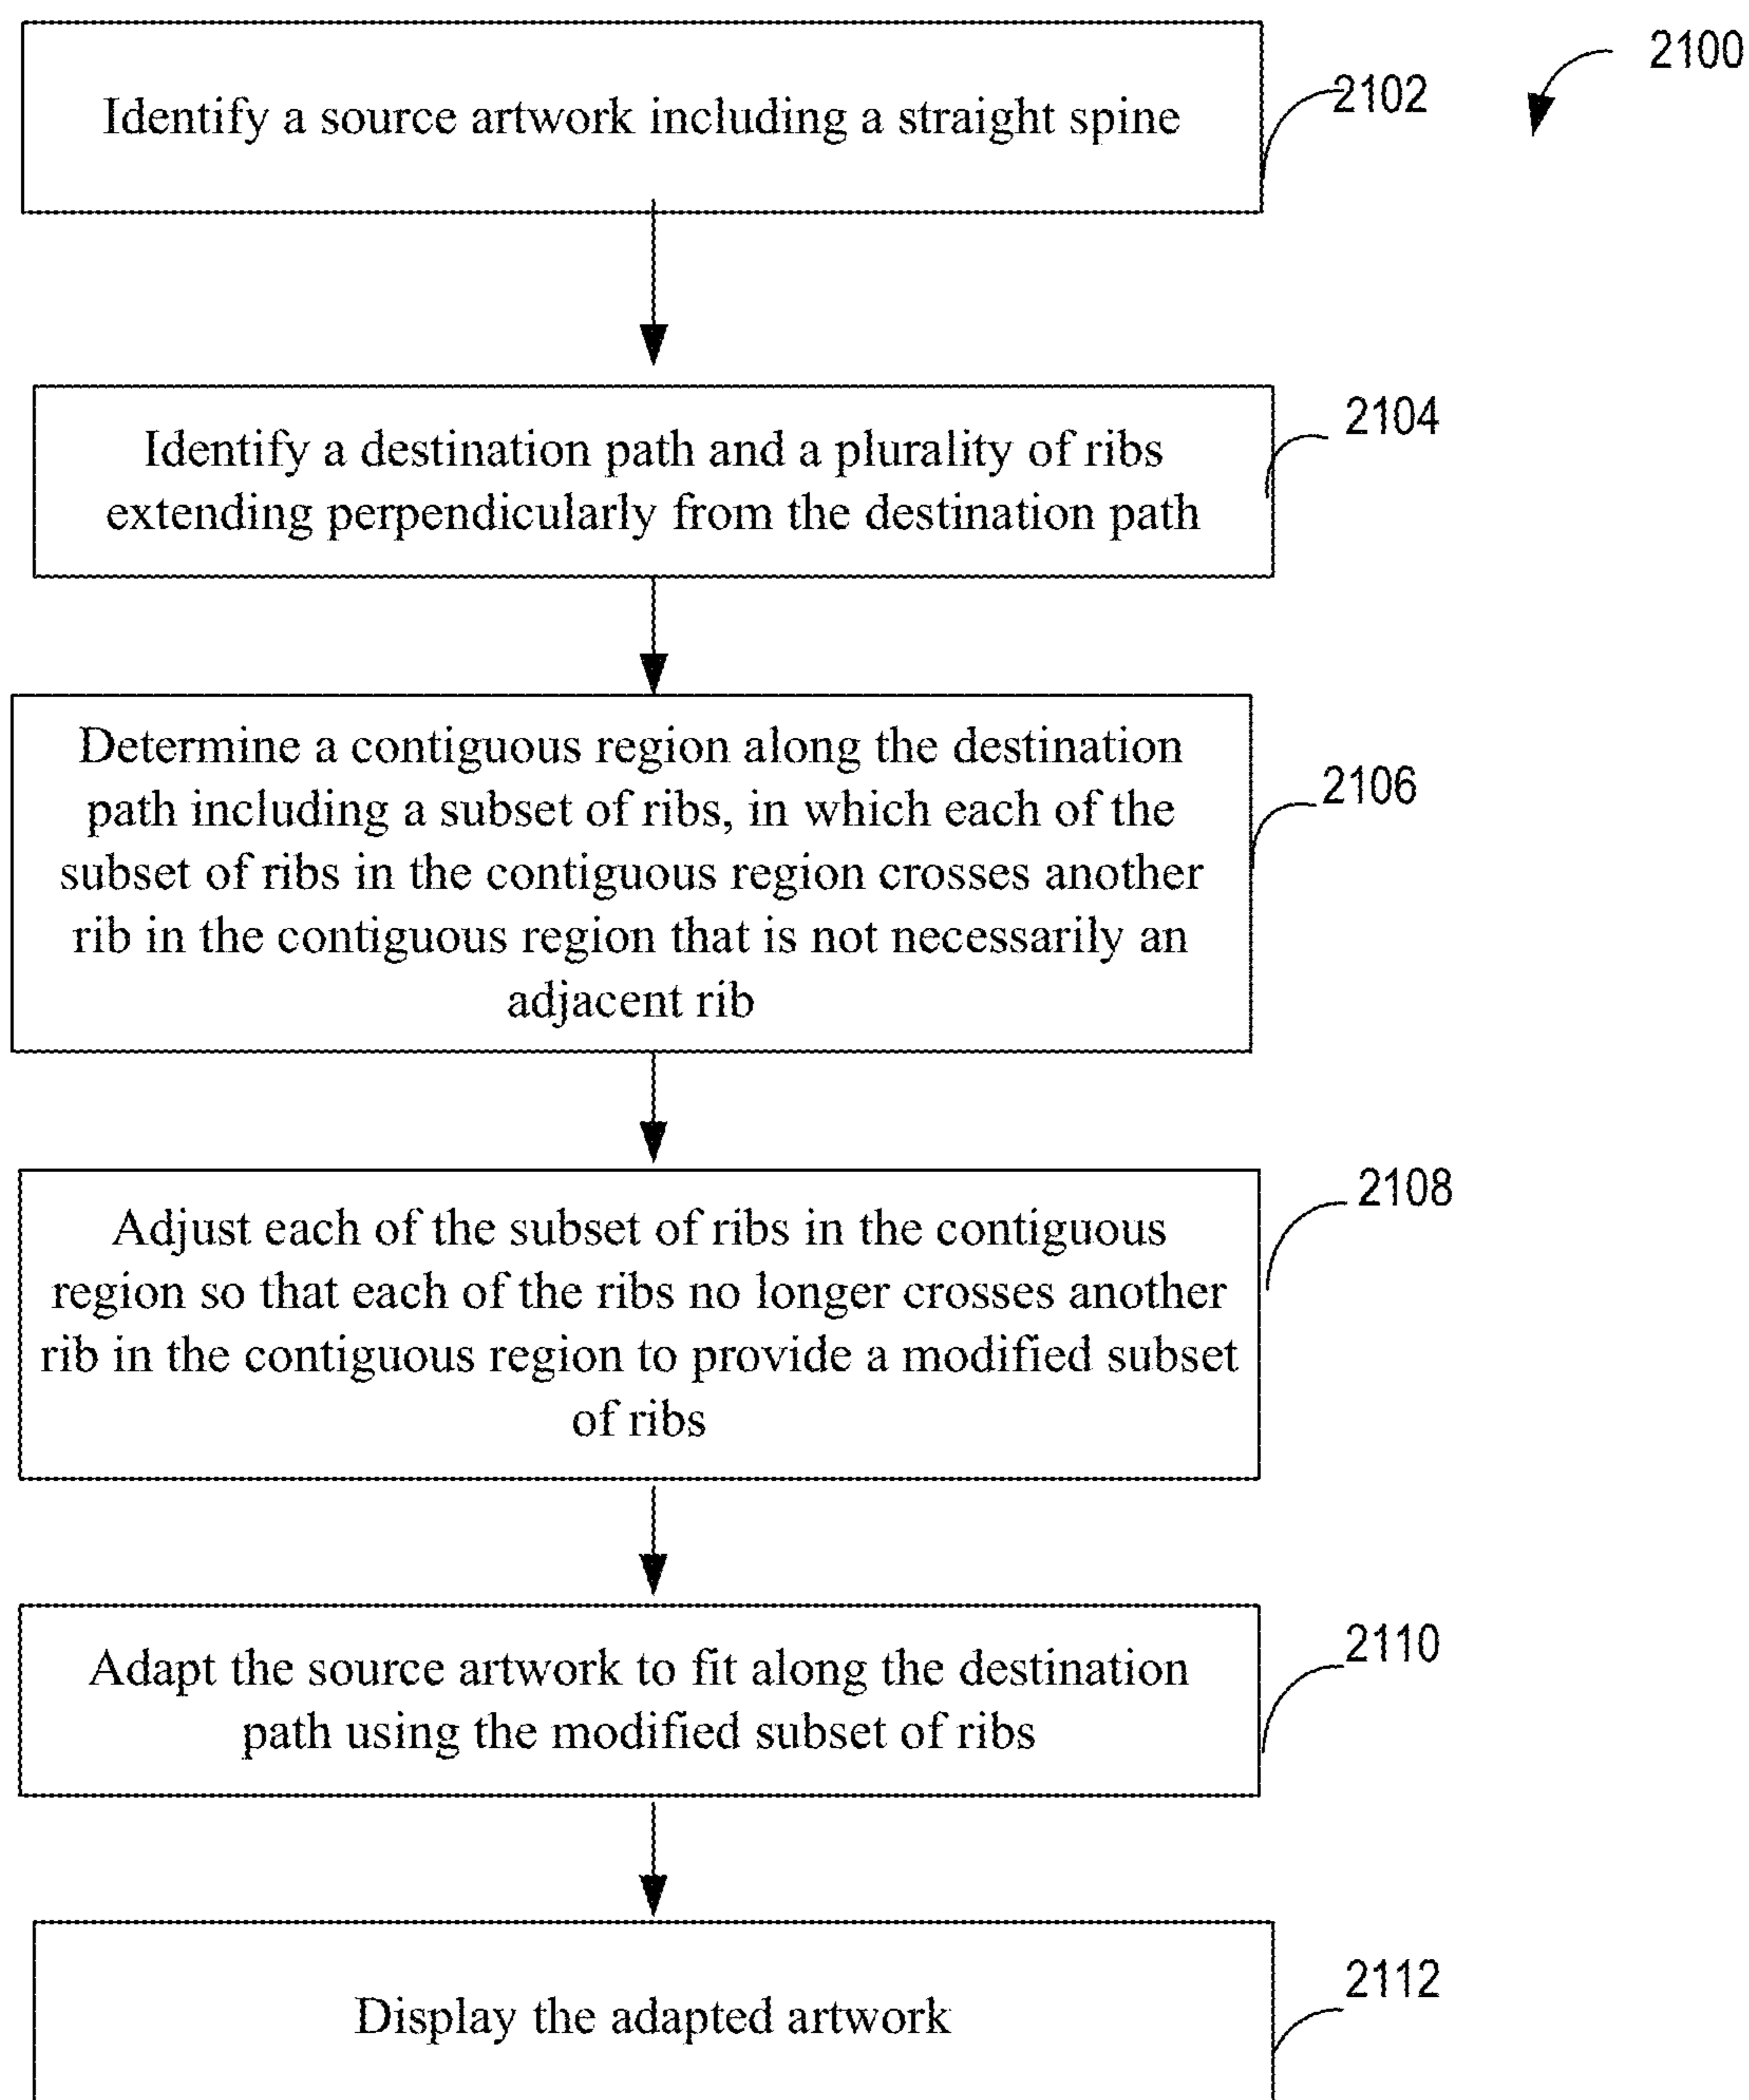 2100
Identify a source artwork including a straight spine
2102
Identify a destination path and a plurality of ribs
extending perpendicularly from the destination path
2104
Determine a contiguous region along the destination
path including a subset of ribs, in which each of the
subset of ribs in the contiguous region crosses another
rib in the contiguous region that is not necessarily an
adjacent rib
2106
Adjust each of the subset of ribs in the contiguous
region so that each of the ribs no longer crosses another
rib in the contiguous region to provide a modified subset
of ribs
2108
Adapt the source artwork to fit along the destination
path using the modified subset of ribs
2110
Display the adapted artwork
2112